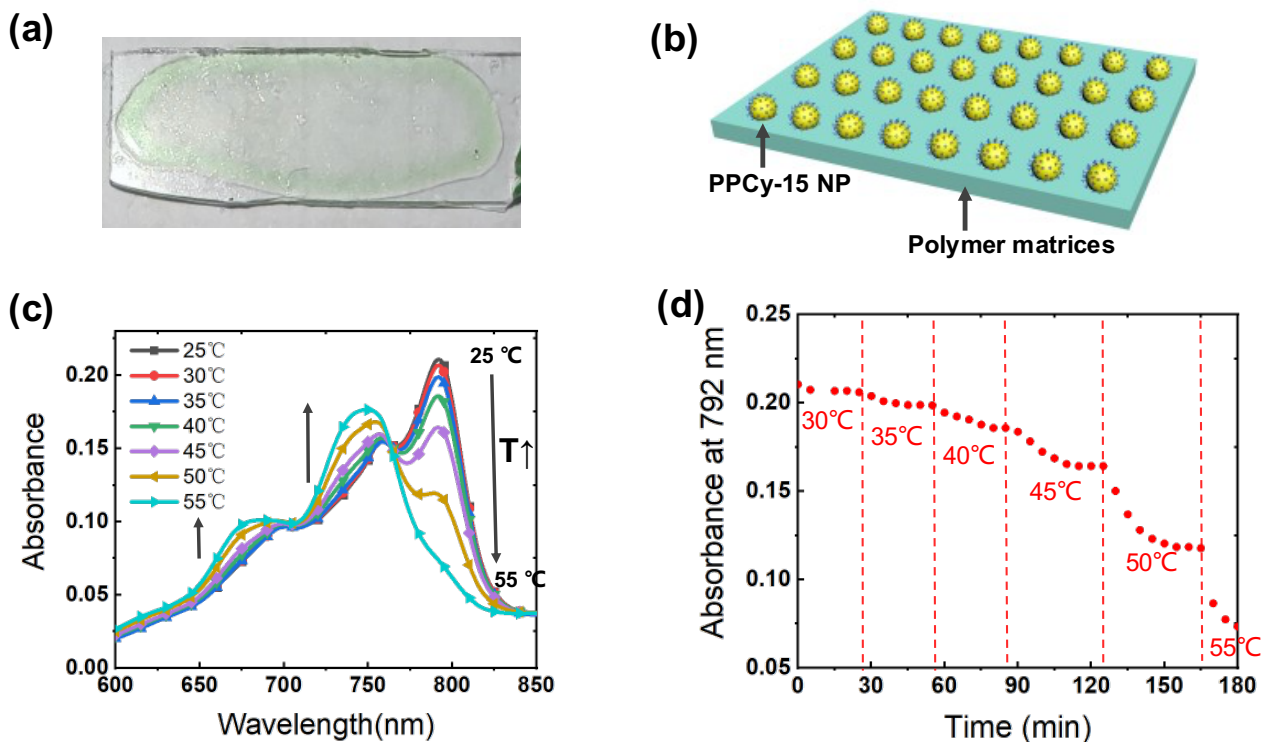 (a)
(b)
PPCy-15 NP
Polymer matrices
(c)
25℃
30℃
35℃
40℃
45℃
50℃
55℃
25 ℃
T↑
55 ℃
0.20
0.15
0.10
0.05
0.00
600 650 700 750 800 850
Absorbance
Wavelength(nm)
(d)
0.25
0.20
0.15
0.10
0.05
30℃
35℃
40℃
45℃
50℃
55℃
0 30 60 90 120 150 180
Absorbance at 792 nm
Time (min)